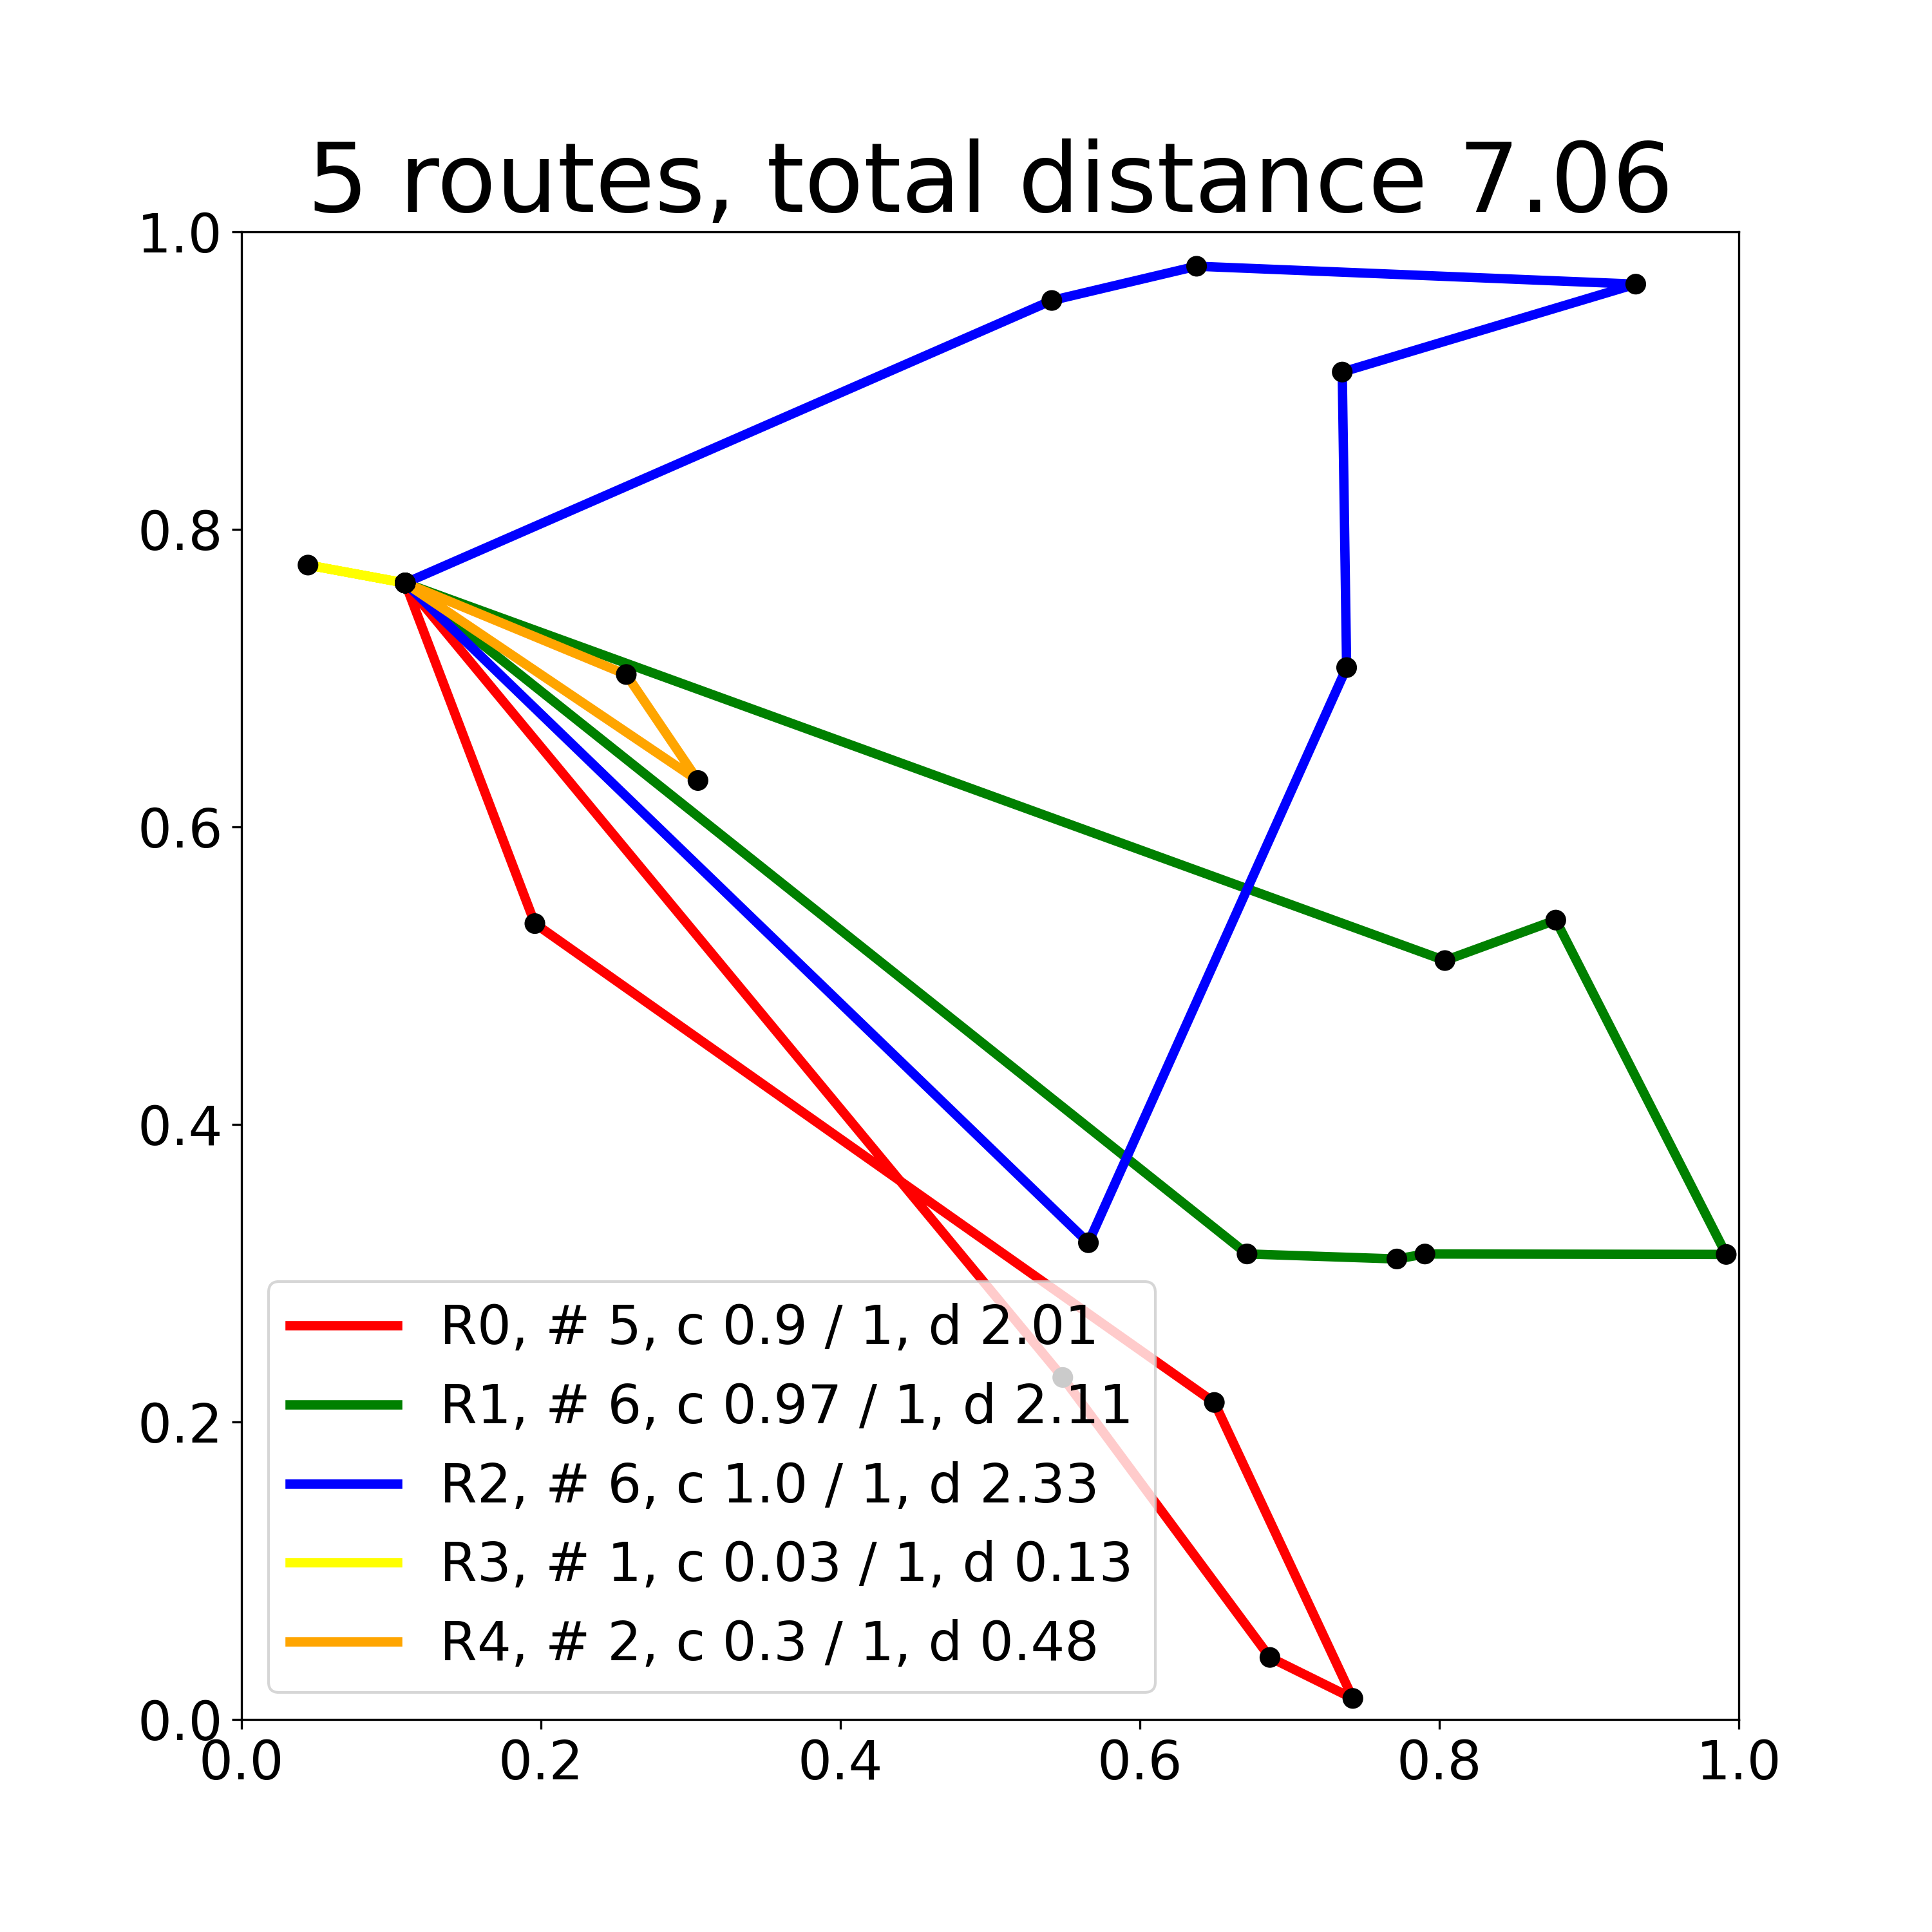 5 routes, total distance 7.06
1.0
0.8
0.6
0.4
0.2
0.0
R0, # 5, c 0.9 / 1, d 2.01
R1, # 6, c 0.97 / 1, d 2.11
R2, # 6, c 1.0 / 1, d 2.33
R3, # 1, c 0.03 / 1, d 0.13
R4, # 2, c 0.3 / 1, d 0.48
0.0 0.2 0.4 0.6 0.8 1.0